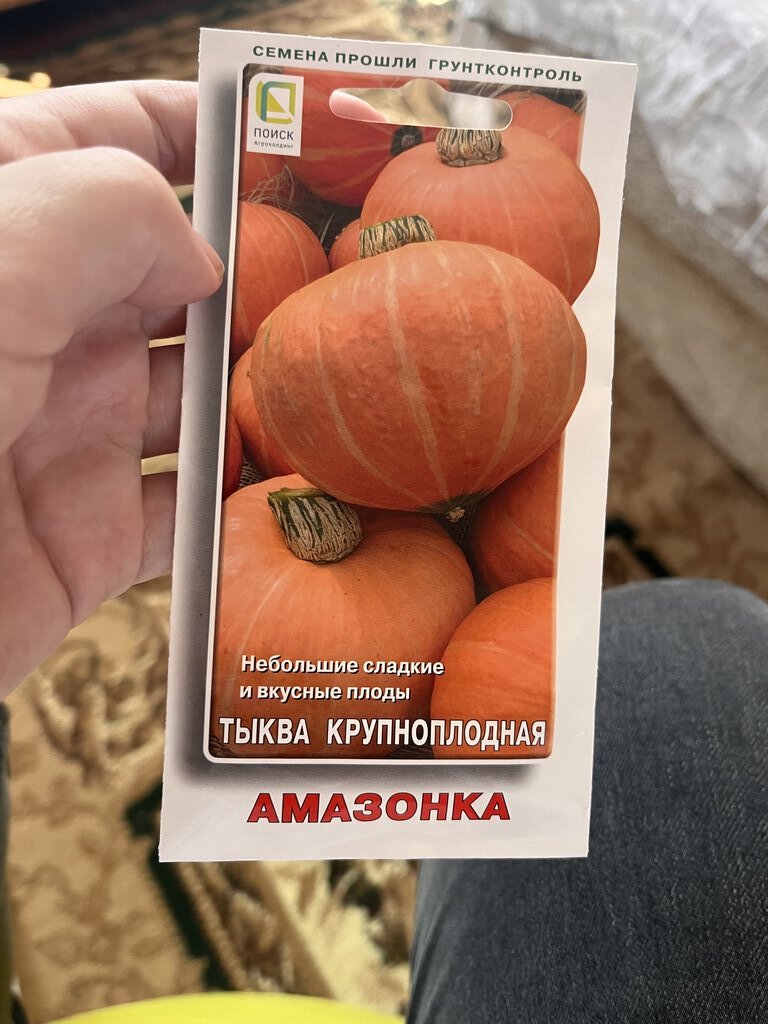 СЕМЕНА ПРОШЛИ ГРУНТКОНТРОЛЬ
ПОИСК
Агрохолдинг
Небольшие сладкие
и вкусные плоды
ТЫКВА КРУПНОПЛОДНАЯ
АМАЗОНКА